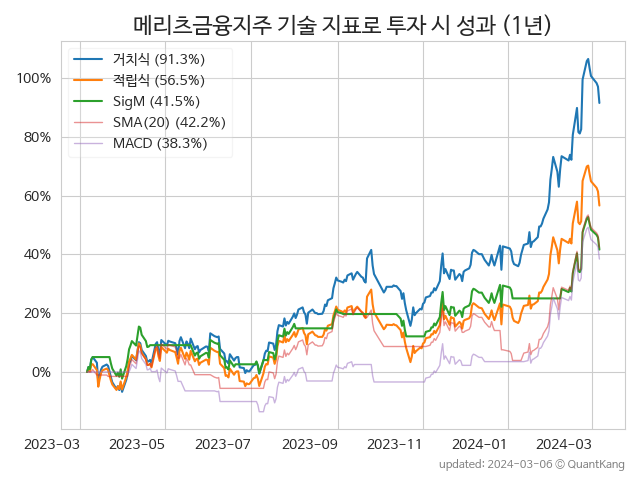 메리츠금융지주 기술 지표로 투자 시 성과 (1년)
거치식 (91.3%)
적립식 (56.5%)
SigM (41.5%)
SMA(20) (42.2%)
MACD (38.3%)
100%
80%
60%
40%
20%
0%
2023-03 2023-05 2023-07 2023-09 2023-11 2024-01 2024-03
updated: 2024-03-06 © QuantKang